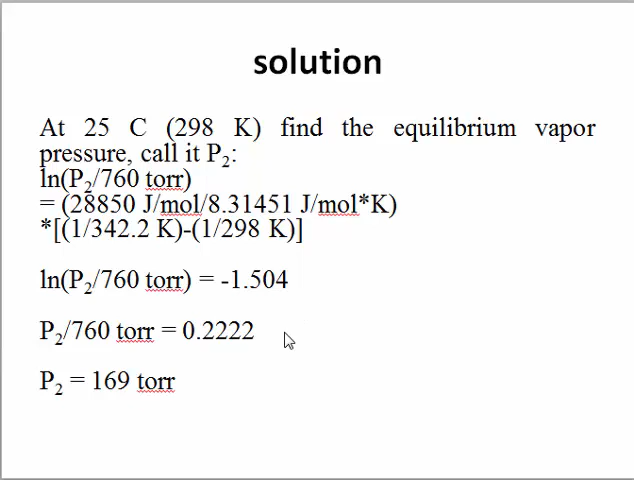 solution
At 25 C (298 K) find the equilibrium vapor
pressure, call it P₂:
ln(P₂/760 torr)
= (28850 J/mol/8.31451 J/mol*K)
*[(1/342.2 K)-(1/298 K)]
ln(P₂/760 torr) = -1.504
P₂/760 torr = 0.2222
P₂ = 169 torr